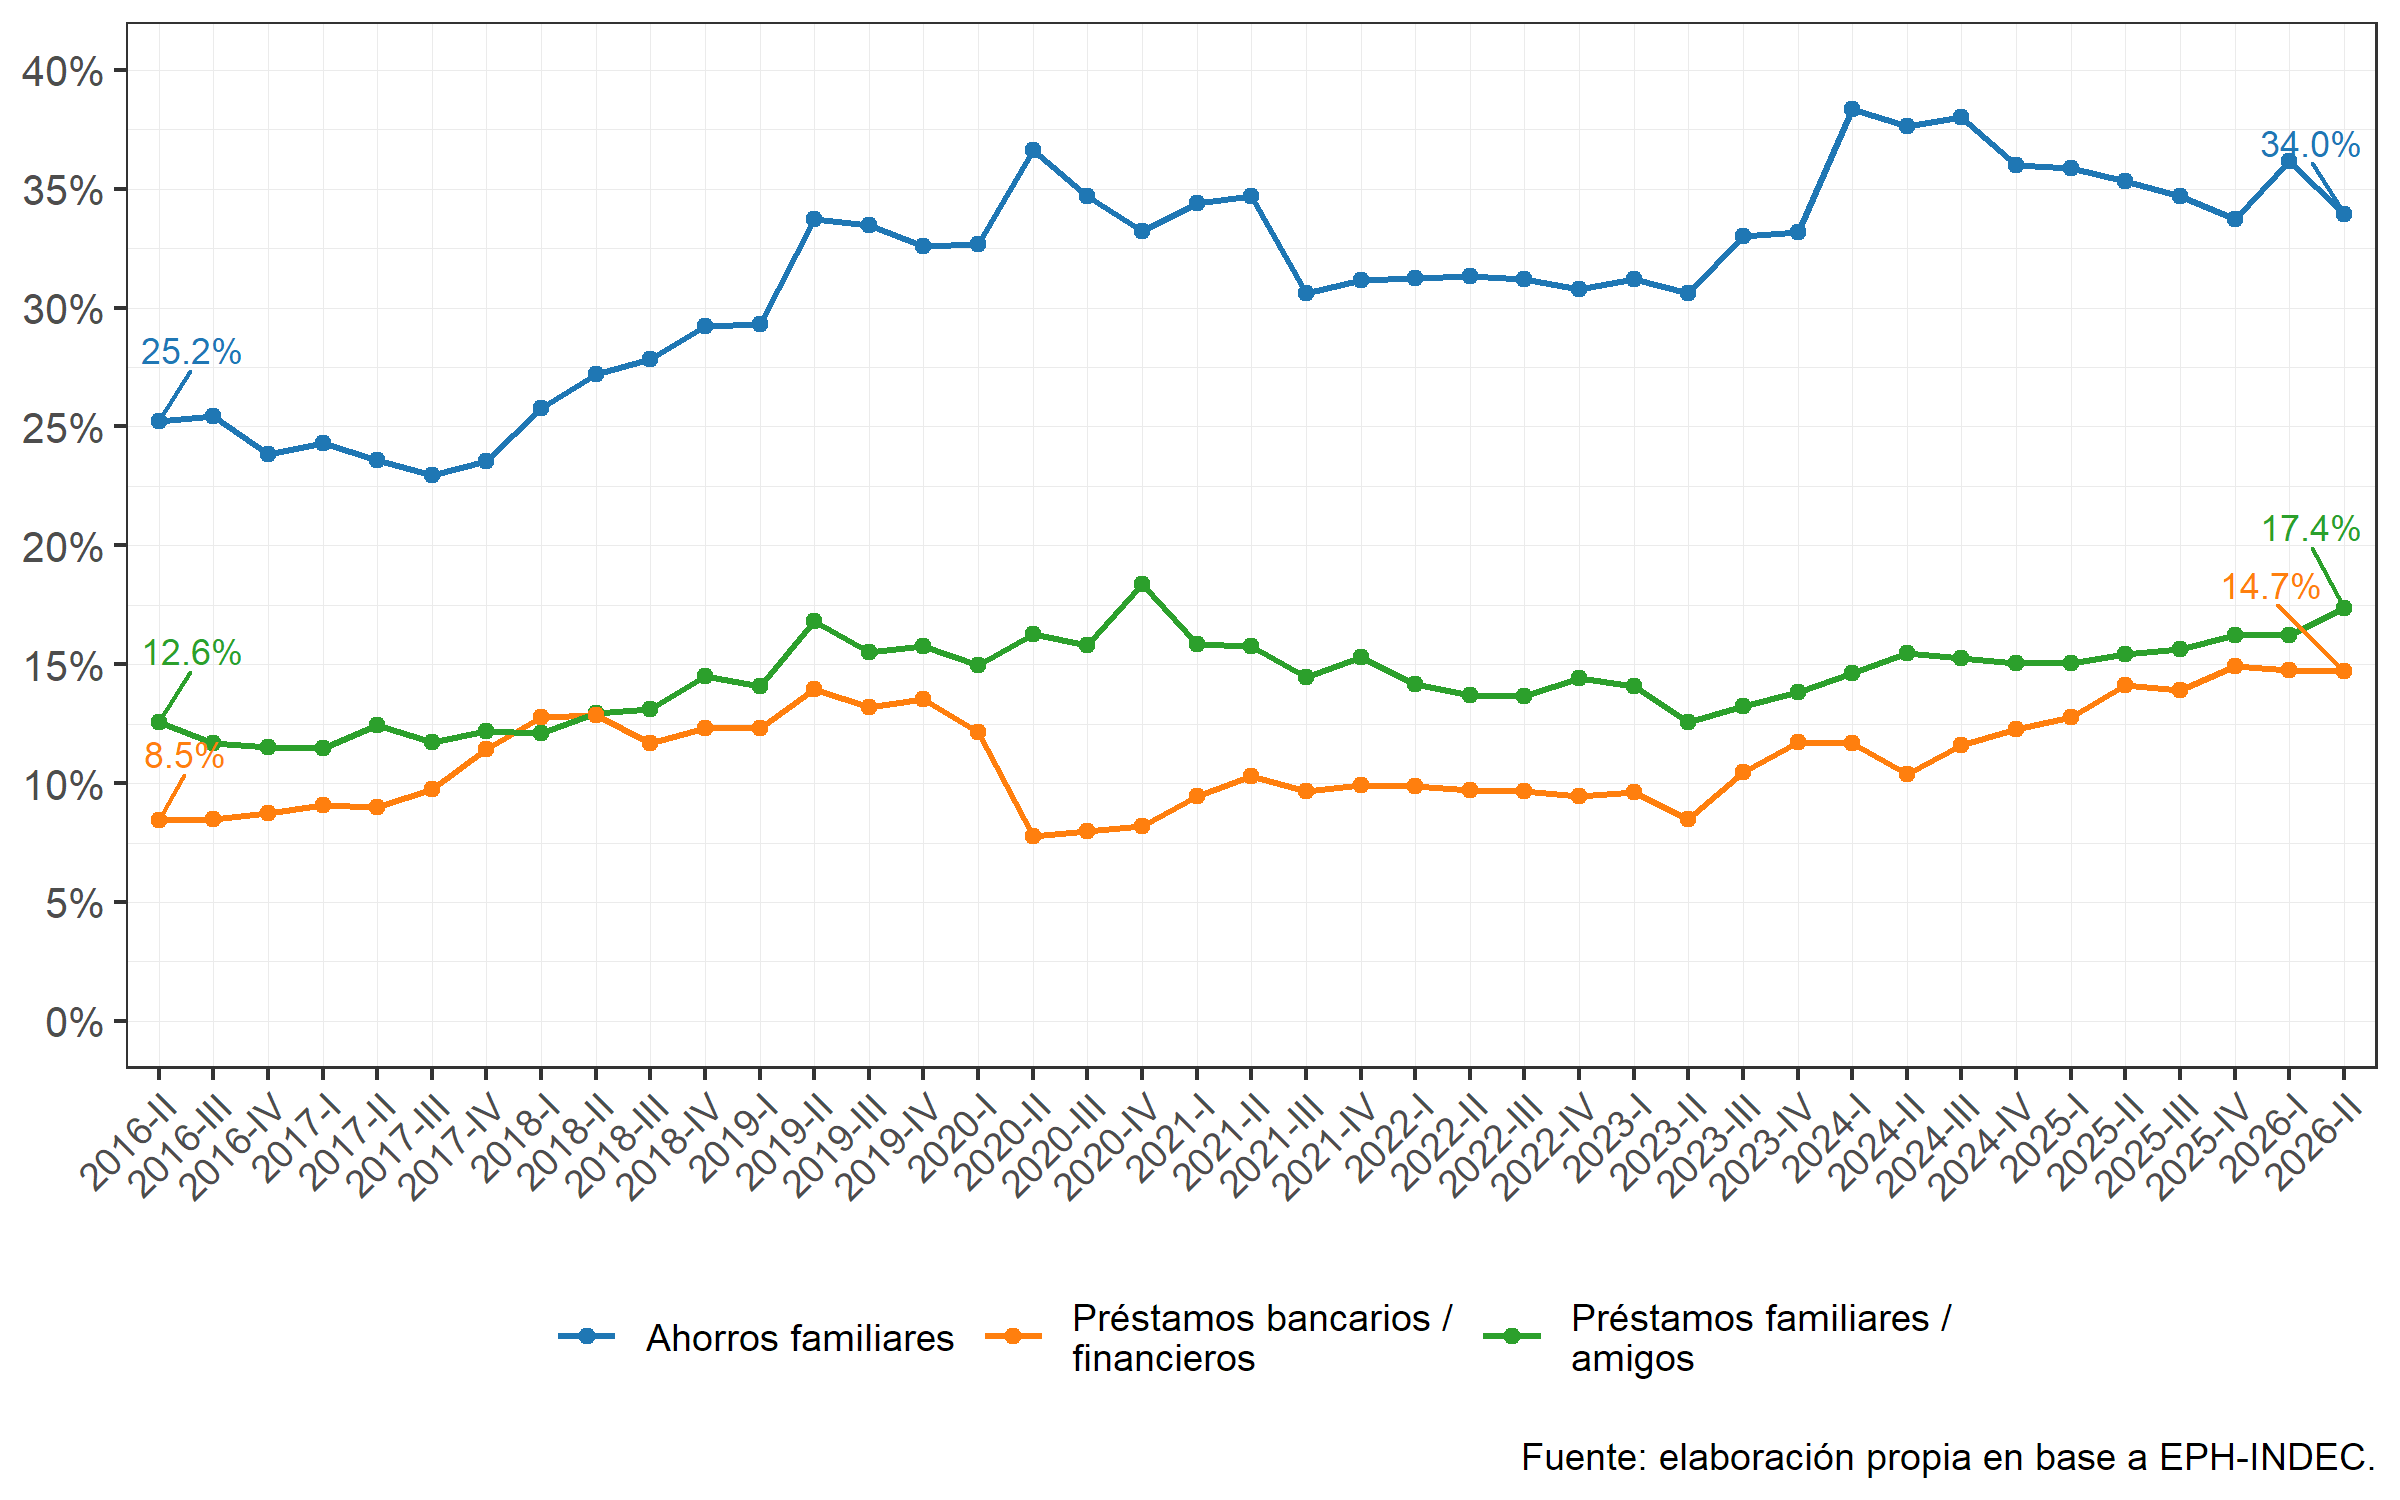 40%
35%
30%
25%
20%
15%
10%
5%
0%
34.0%
25.2%
17.4%
14.7%
12.6%
8.5%
2016-II
2016-III
2016-IV
2017-I
2017-II
2017-III
2017-IV
2018-I
2018-II
2018-III
2018-IV
2019-I
2019-II
2019-III
2019-IV
2020-I
2020-II
2020-III
2020-IV
2021-I
2021-II
2021-III
2021-IV
2022-I
2022-II
2022-III
2022-IV
2023-I
2023-II
2023-III
2023-IV
2024-I
2024-II
2024-III
2024-IV
2025-I
2025-II
2025-III
2025-IV
2026-I
2026-II
Ahorros familiares
Préstamos bancarios /
financieros
Préstamos familiares /
amigos
Fuente: elaboración propia en base a EPH-INDEC.